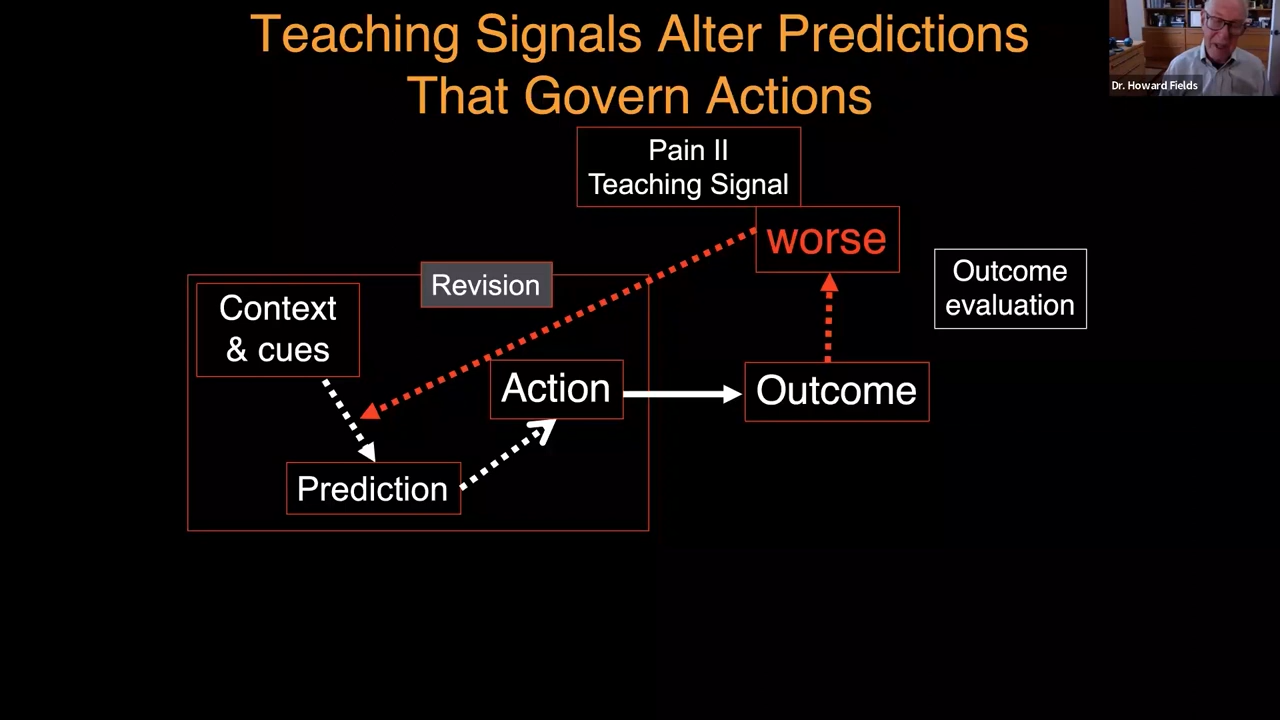 Teaching Signals Alter Predictions
That Govern Actions
Dr. Howard Fields
Pain II
Teaching Signal
worse
Outcome
evaluation
Revision
Context
& cues
Action
Outcome
Prediction